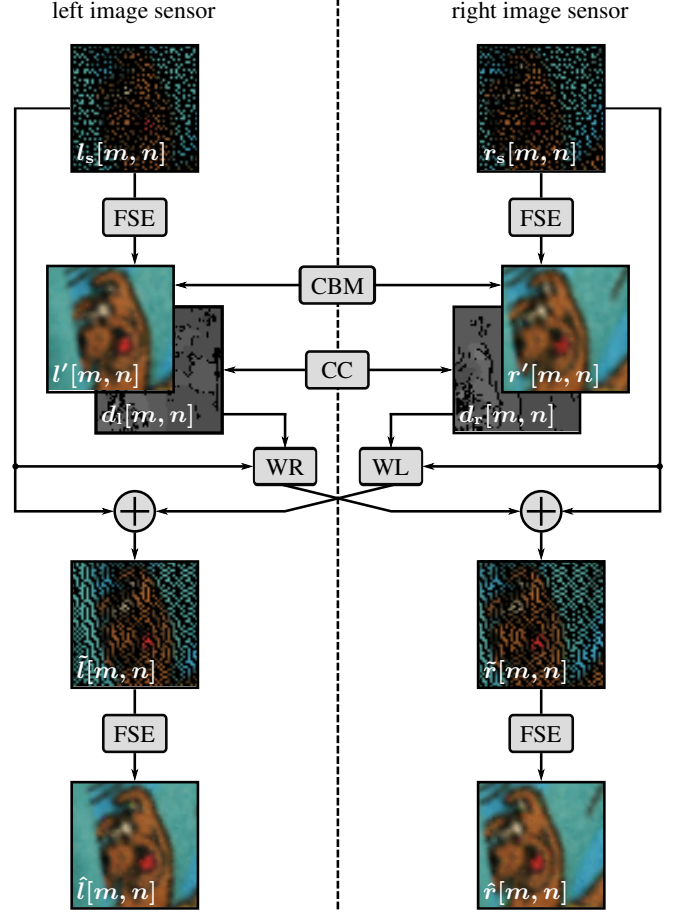 left image sensor
right image sensor
l_s[m, n]
r_s[m, n]
FSE
FSE
CBM
l′[m, n]
CC
r′[m, n]
d_l[m, n]
d_r[m, n]
WR
WL
+
+
l̃[m, n]
r̃[m, n]
FSE
FSE
l̂[m, n]
r̂[m, n]